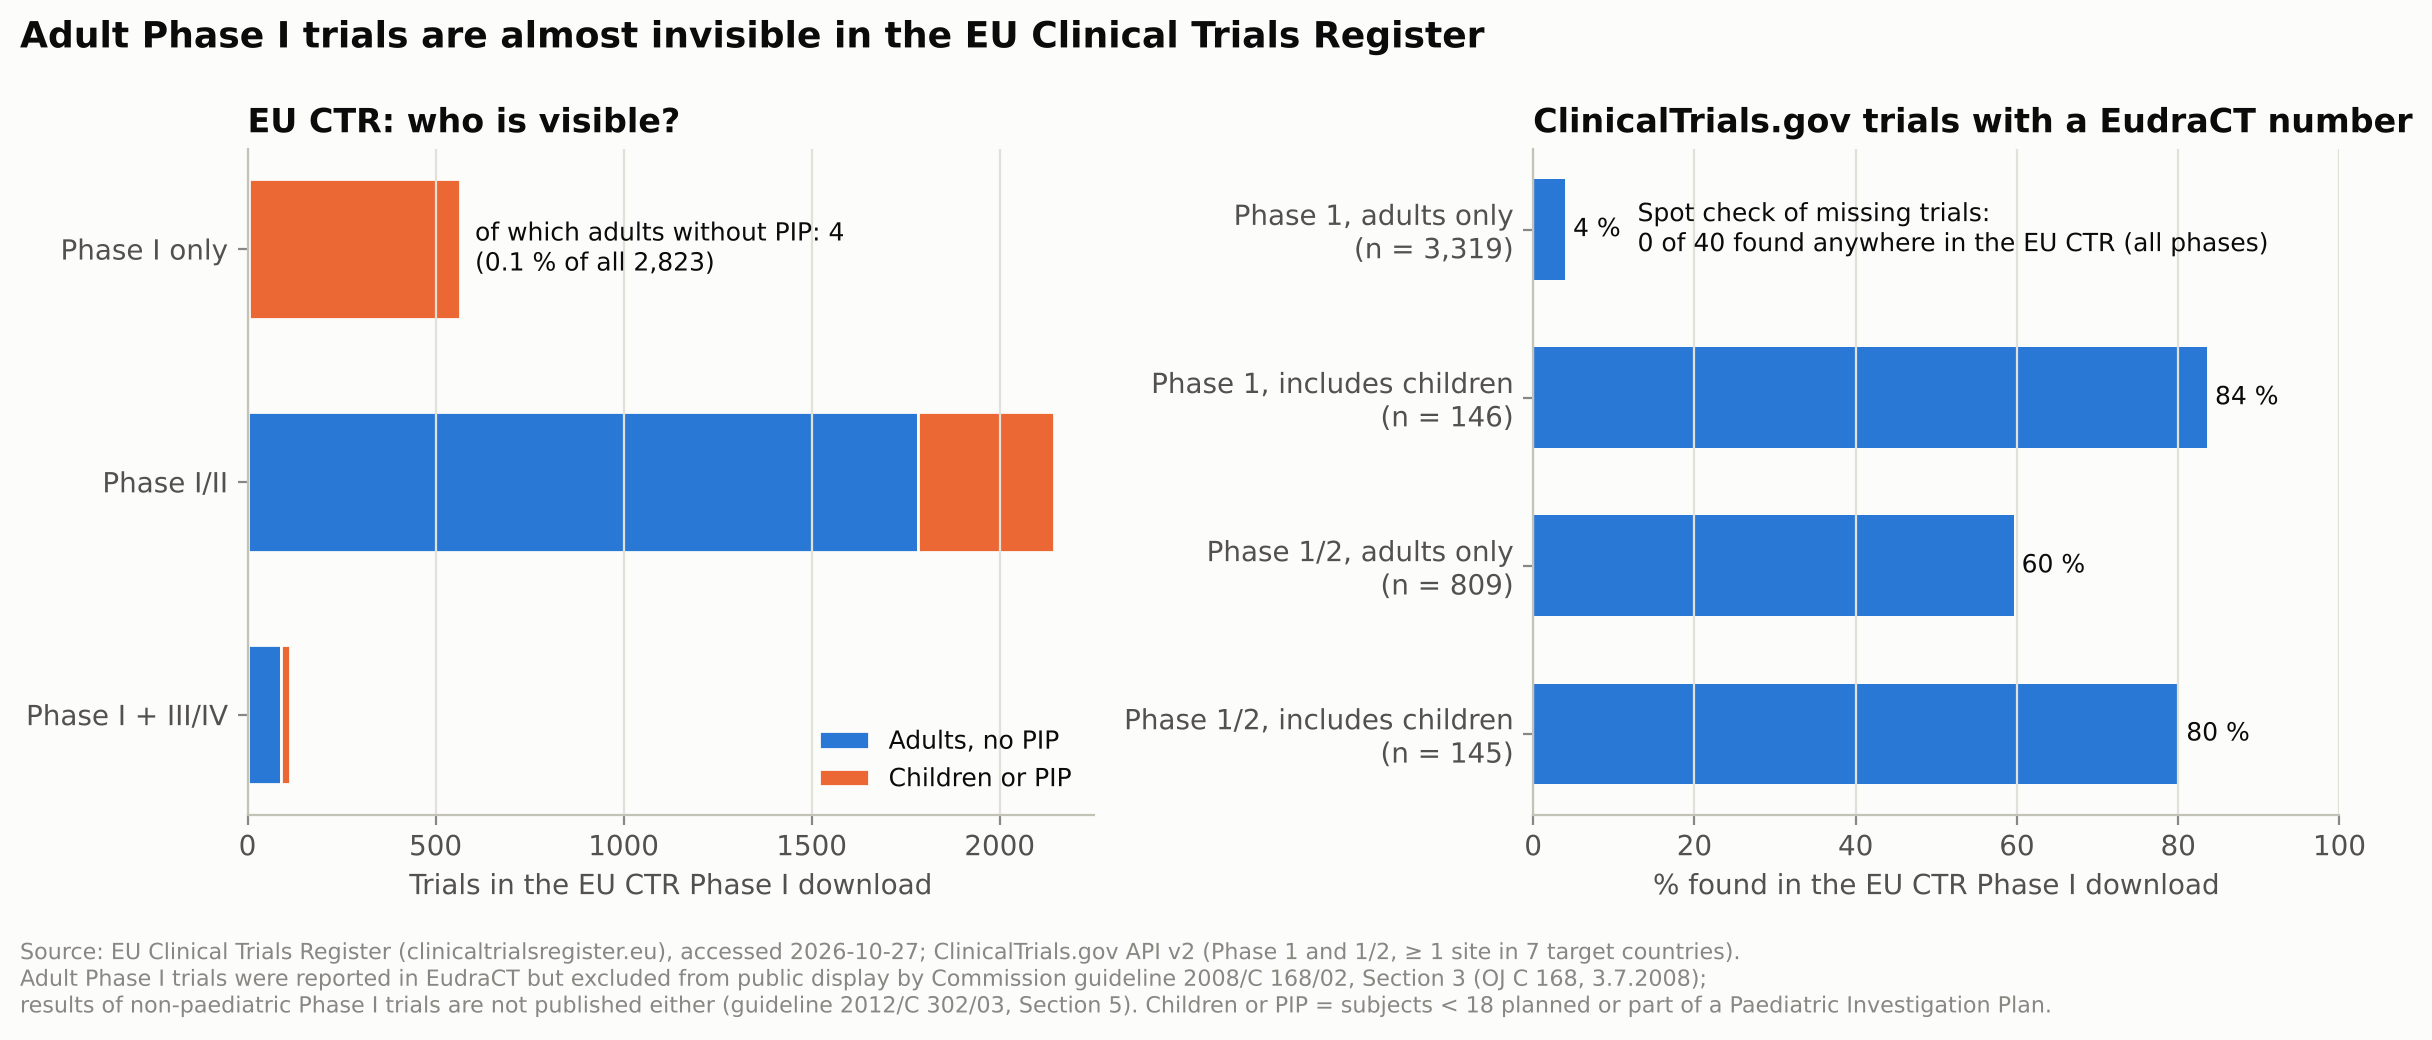 Adult Phase I trials are almost invisible in the EU Clinical Trials Register
EU CTR: who is visible?
Phase I only
of which adults without PIP: 4
(0.1 % of all 2,823)
Phase I/II
Phase I + III/IV
Adults, no PIP
Children or PIP
0 500 1000 1500 2000
Trials in the EU CTR Phase I download
ClinicalTrials.gov trials with a EudraCT number
Phase 1, adults only
(n = 3,319)
4 %
Spot check of missing trials:
0 of 40 found anywhere in the EU CTR (all phases)
Phase 1, includes children
(n = 146)
84 %
Phase 1/2, adults only
(n = 809)
60 %
Phase 1/2, includes children
(n = 145)
80 %
0 20 40 60 80 100
% found in the EU CTR Phase I download
Source: EU Clinical Trials Register (clinicaltrialsregister.eu), accessed 2026-10-27; ClinicalTrials.gov API v2 (Phase 1 and 1/2, ≥ 1 site in 7 target countries).
Adult Phase I trials were reported in EudraCT but excluded from public display by Commission guideline 2008/C 168/02, Section 3 (OJ C 168, 3.7.2008);
results of non-paediatric Phase I trials are not published either (guideline 2012/C 302/03, Section 5). Children or PIP = subjects < 18 planned or part of a Paediatric Investigation Plan.